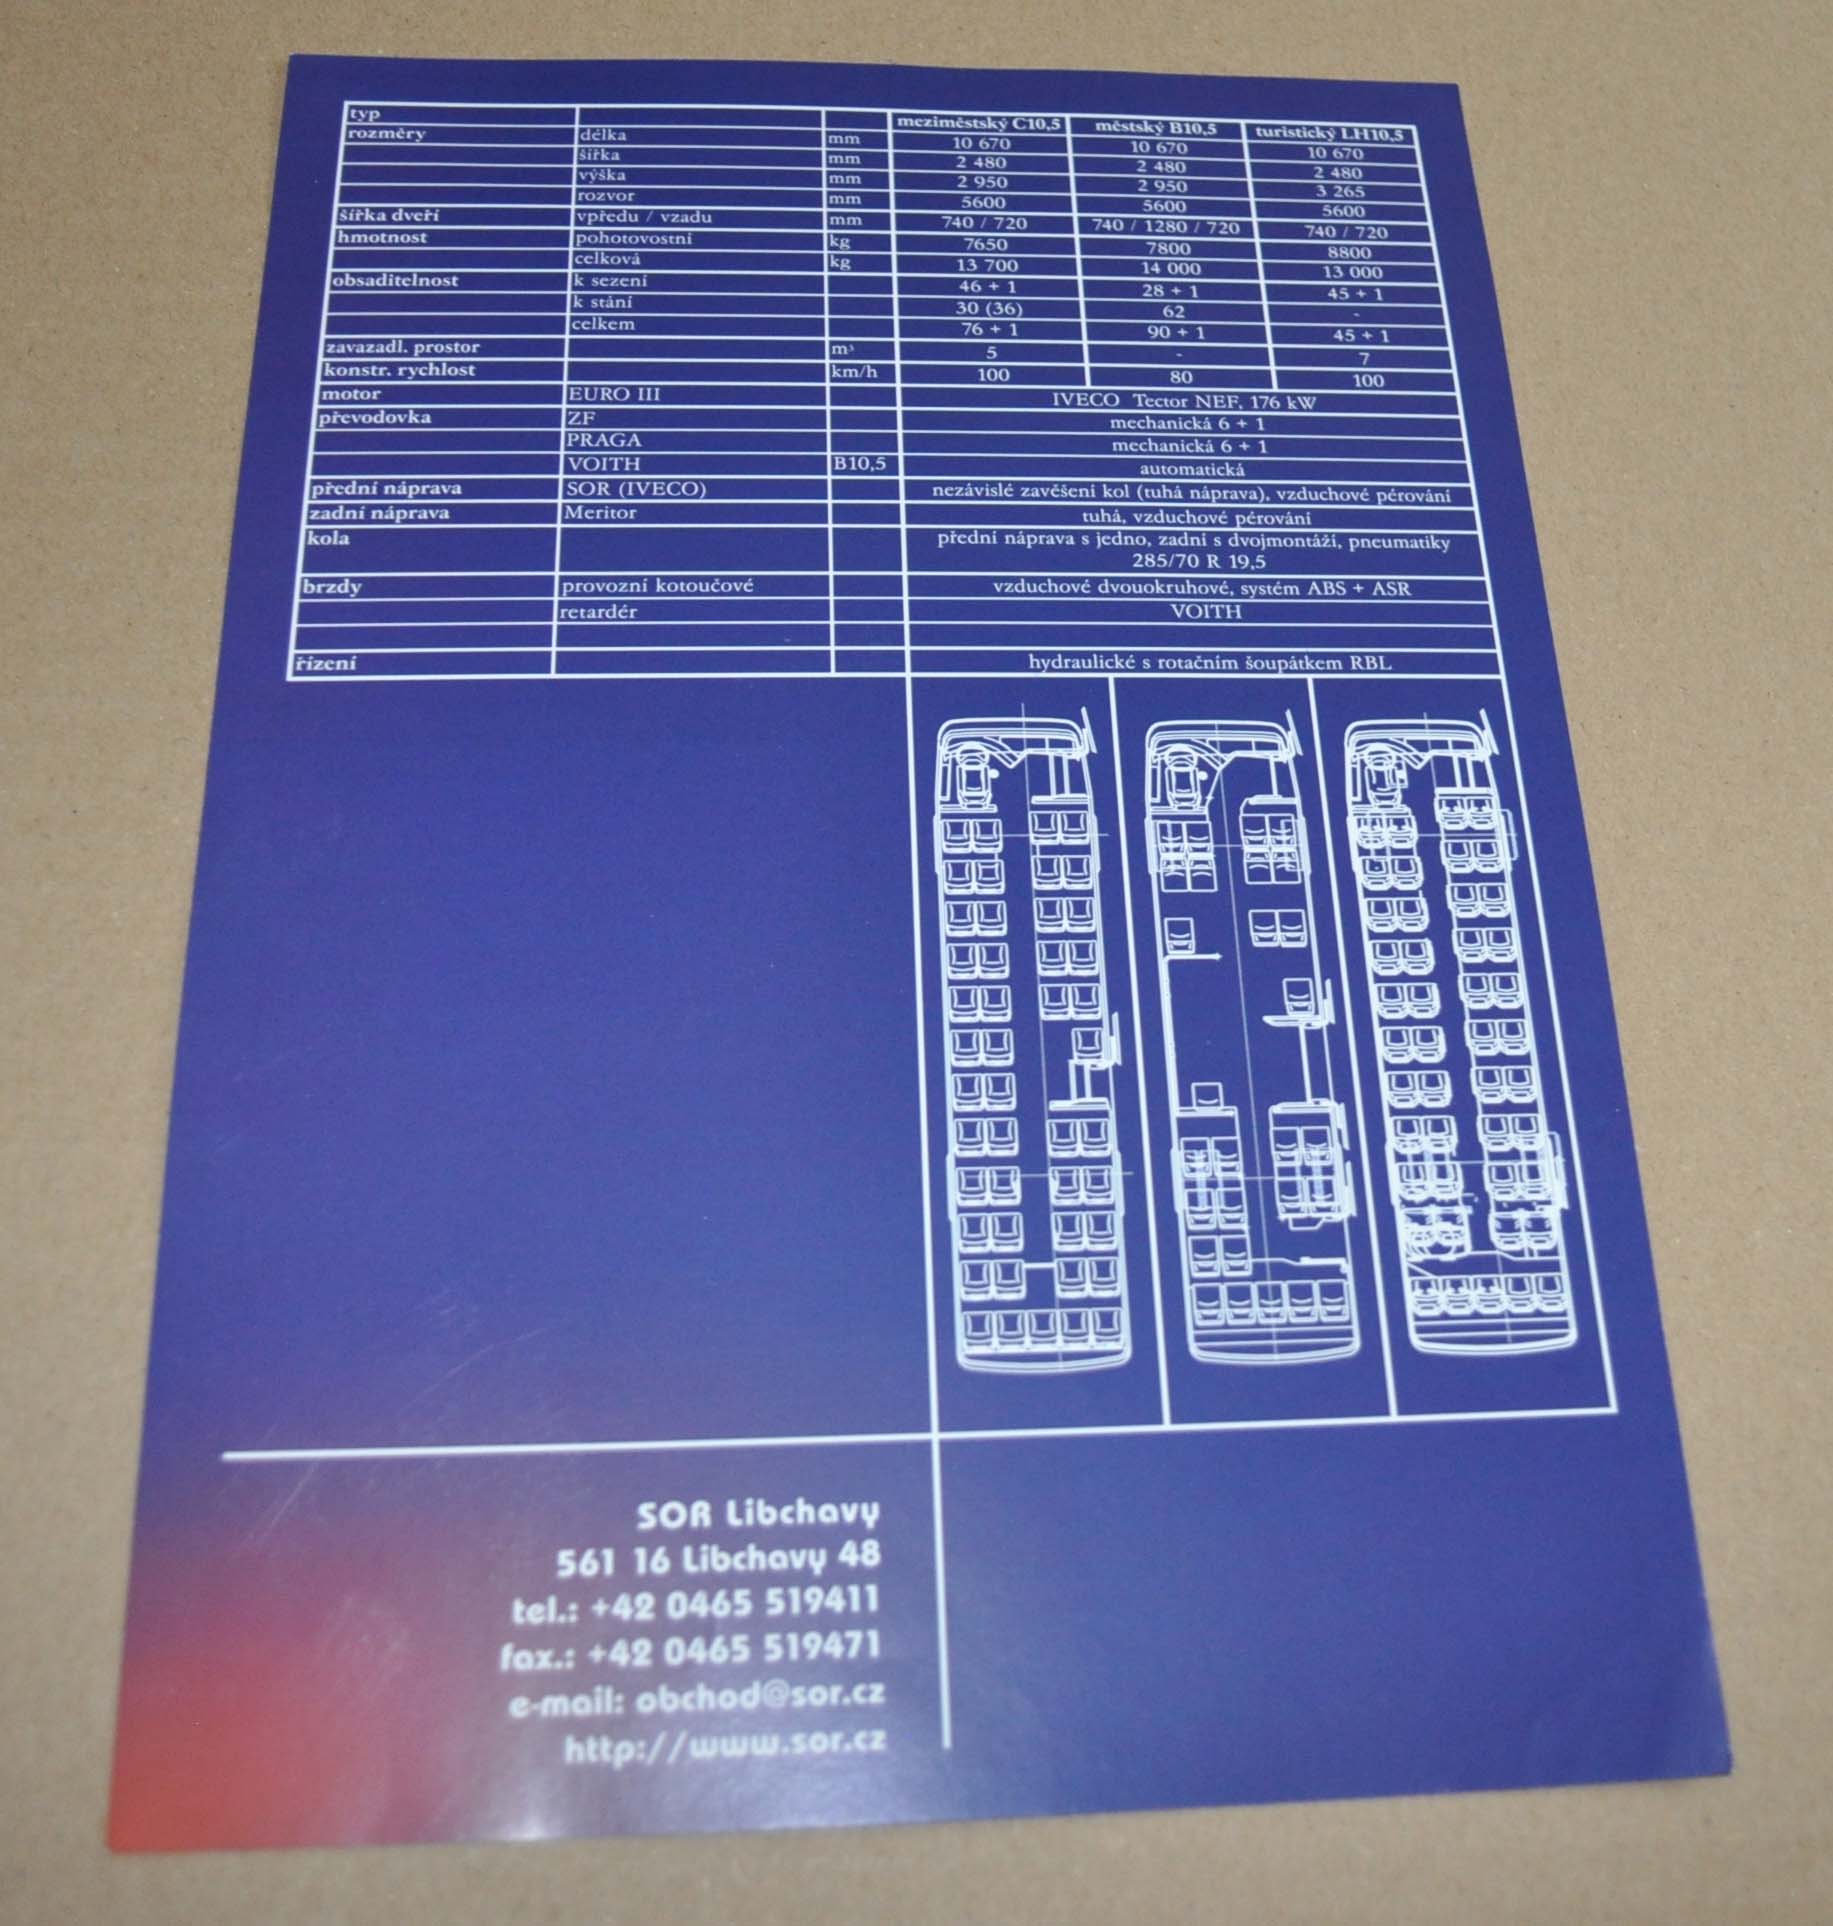 typ meziměstský C10,5 městský B10,5 turistický LH10,5
rozměry délka mm 10 670 10 670 10 670
šířka mm 2 480 2 480 2 480
výška mm 2 950 2 950 3 265
rozvor mm 5600 5600 5600
šířka dveří vpředu / vzadu mm 740 / 720 740 / 1280 / 720 740 / 720
hmotnost pohotovostní kg 7650 7800 8800
celková kg 13 700 14 000 13 000
obsaditelnost k sezení 46 + 1 28 + 1 45 + 1
k stání 30 (36) 62 -
celkem 76 + 1 90 + 1 45 + 1
zavazadl. prostor m³ 5 - 7
konstr. rychlost km/h 100 80 100
motor EURO III IVECO Tector NEF, 176 kW
převodovka ZF mechanická 6 + 1
PRAGA mechanická 6 + 1
VOITH B10,5 automatická
přední náprava SOR (IVECO) nezávislé zavěšení kol (tuhá náprava), vzduchové pérování
zadní náprava Meritor tuhá, vzduchové pérování
kola přední náprava s jedno, zadní s dvojmontáží, pneumatiky
285/70 R 19,5
brzdy provozní kotoučové vzduchové dvouokruhové, systém ABS + ASR
retardér VOITH
řízení hydraulické s rotačním šoupátkem RBL
SOR Libchavy
561 16 Libchavy 48
tel.: +42 0465 519411
fax.: +42 0465 519471
e-mail: obchod@sor.cz
http://www.sor.cz